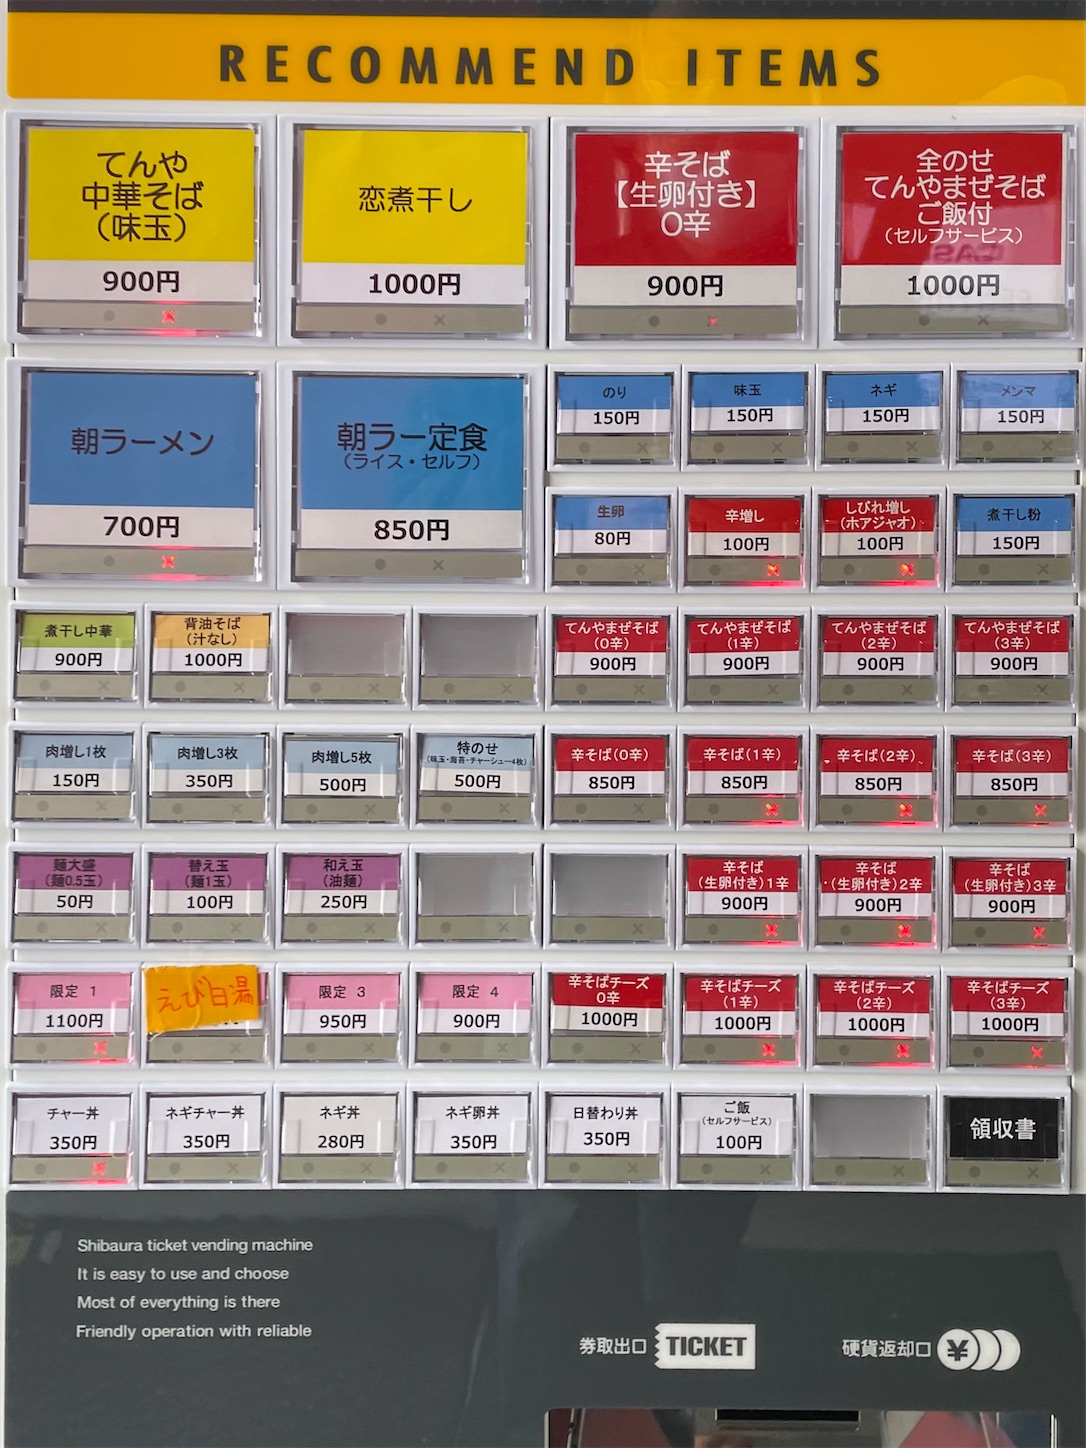 RECOMMEND ITEMS
てんや
中華そば
(味玉)
900円
恋煮干し
1000円
辛そば
【生卵付き】
0辛
900円
全のせ
てんやまぜそば
ご飯付
(セルフサービス)
1000円
朝ラーメン
700円
朝ラー定食
(ライス・セルフ)
850円
のり
150円
味玉
150円
ネギ
150円
メンマ
150円
生卵
80円
辛増し
100円
しびれ増し
(ホアジャオ)
100円
煮干し粉
150円
煮干し中華
900円
背油そば
(汁なし)
1000円
てんやまぜそば
(0辛)
900円
てんやまぜそば
(1辛)
900円
てんやまぜそば
(2辛)
900円
てんやまぜそば
(3辛)
900円
肉増し1枚
150円
肉増し3枚
350円
肉増し5枚
500円
特のせ
(味玉・海苔・チャーシュー4枚)
500円
辛そば(0辛)
850円
辛そば(1辛)
850円
辛そば(2辛)
850円
辛そば(3辛)
850円
麺大盛
(麺0.5玉)
50円
替え玉
(麺1玉)
100円
和え玉
(油麺)
250円
辛そば
(生卵付き)1辛
900円
辛そば
(生卵付き)2辛
900円
辛そば
(生卵付き)3辛
900円
限定 1
1100円
えび白湯
限定 3
950円
限定 4
900円
辛そばチーズ
0辛
1000円
辛そばチーズ
(1辛)
1000円
辛そばチーズ
(2辛)
1000円
辛そばチーズ
(3辛)
1000円
チャー丼
350円
ネギチャー丼
350円
ネギ丼
280円
ネギ卵丼
350円
日替わり丼
350円
ご飯
(セルフサービス)
100円
領収書
Shibaura ticket vending machine
It is easy to use and choose
Most of everything is there
Friendly operation with reliable
券取出口 TICKET
硬貨返却口 ¥